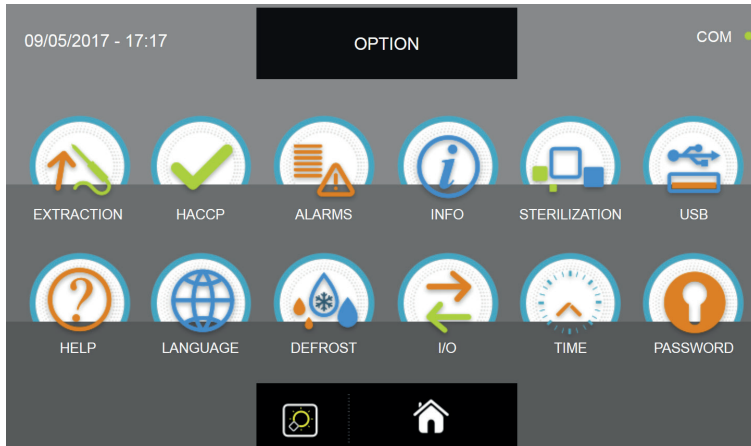 09/05/2017 - 17:17
OPTION
COM
EXTRACTION
HACCP
ALARMS
INFO
STERILIZATION
USB
HELP
LANGUAGE
DEFROST
I/O
TIME
PASSWORD